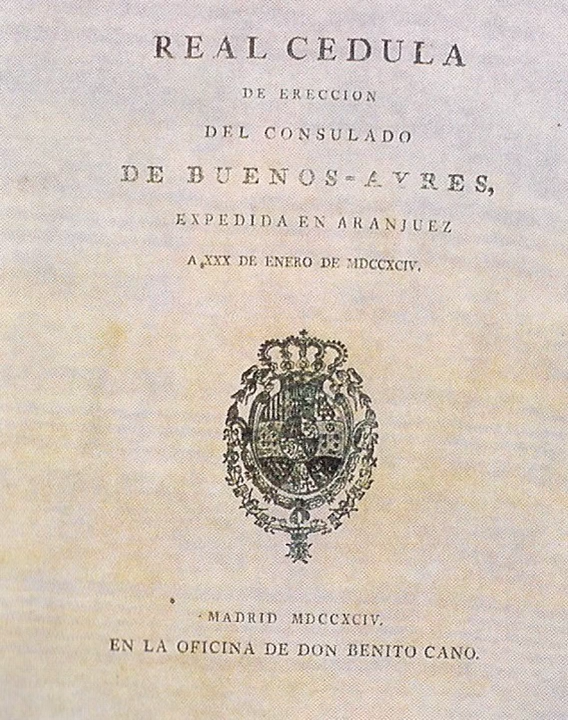 REAL CEDULA
DE ERECCION
DEL CONSULADO
DE BUENOS-AYRES,
EXPEDIDA EN ARANJUEZ
A XXX DE ENERO DE MDCCXCIV.
MADRID MDCCXCIV.
EN LA OFICINA DE DON BENITO CANO.